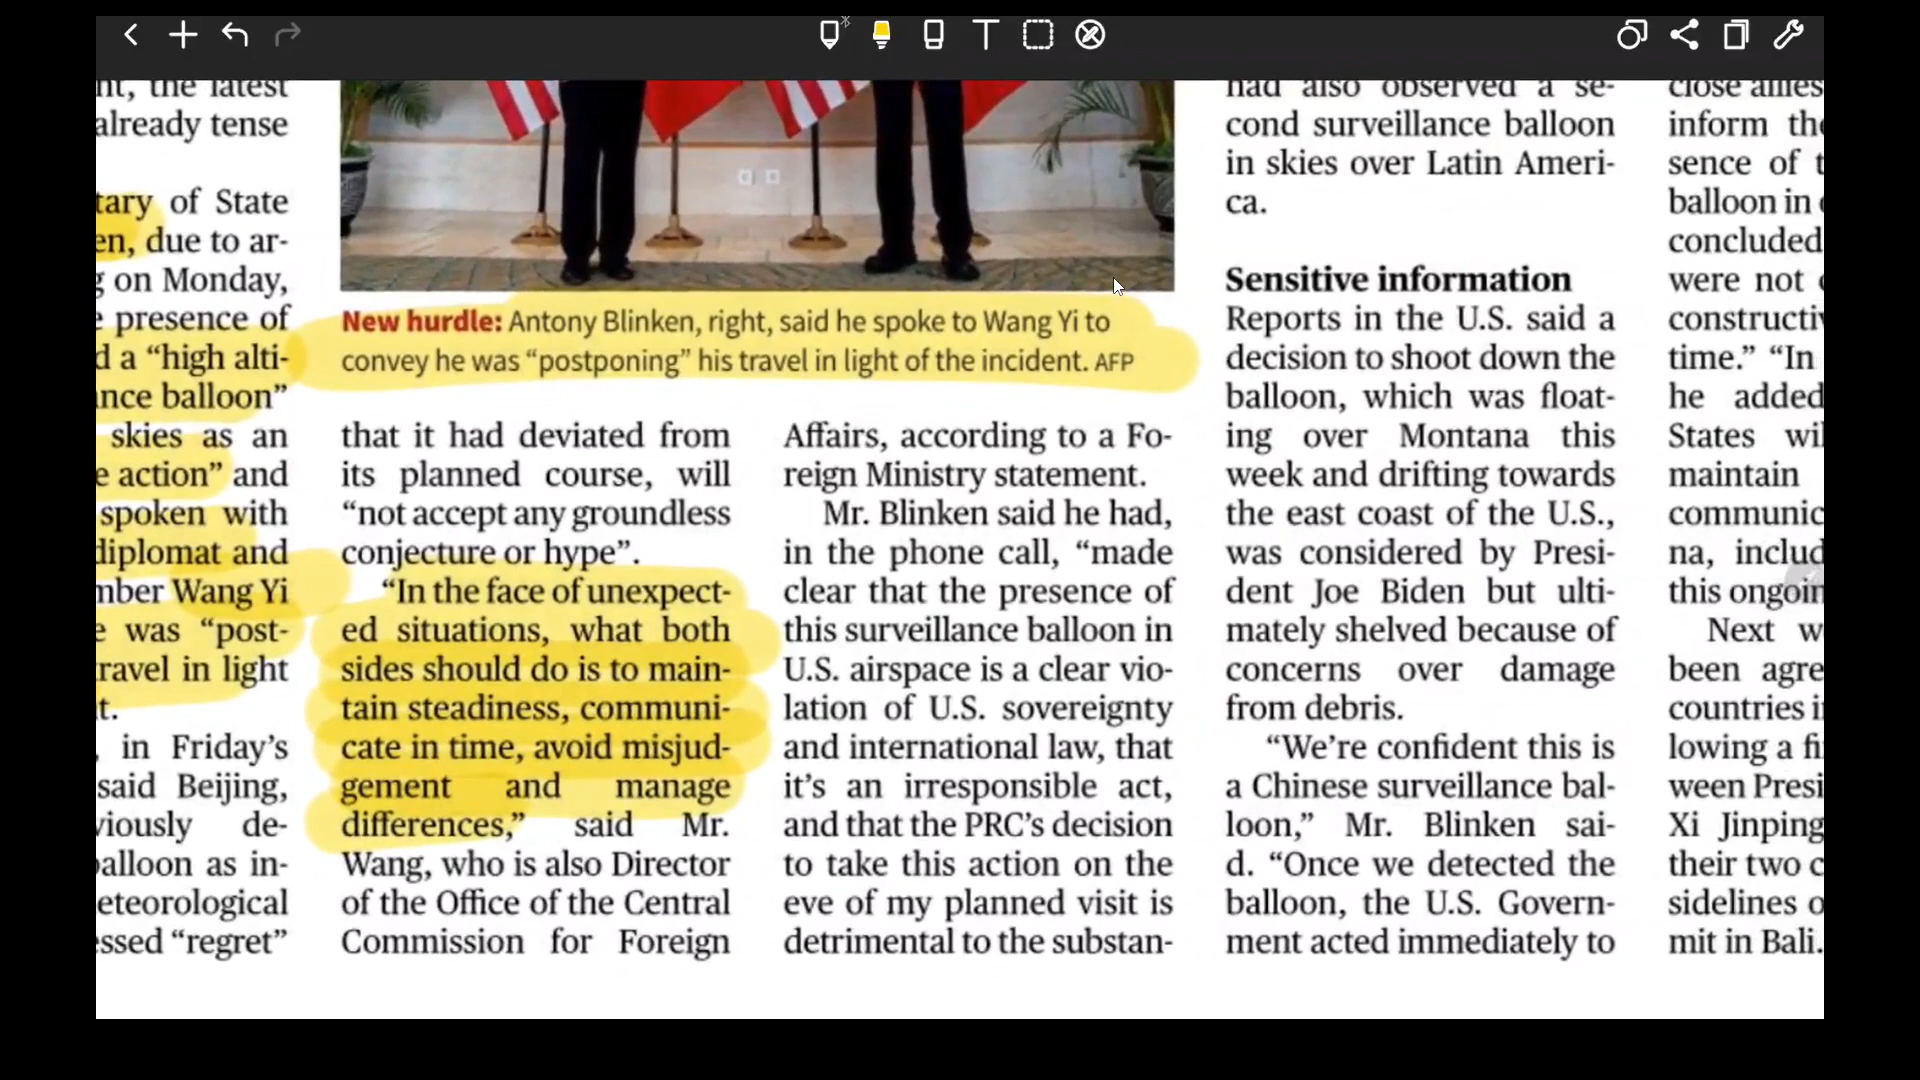 nt, the latest
already tense
tary of State
en, due to ar-
g on Monday,
e presence of
d a “high alti-
nce balloon”
skies as an
e action” and
spoken with
diplomat and
mber Wang Yi
e was “post-
travel in light
t.
, in Friday’s
said Beijing,
viously de-
balloon as in-
eteorological
ssed “regret”
New hurdle: Antony Blinken, right, said he spoke to Wang Yi to
convey he was “postponing” his travel in light of the incident. AFP
that it had deviated from
its planned course, will
“not accept any groundless
conjecture or hype”.
“In the face of unexpect-
ed situations, what both
sides should do is to main-
tain steadiness, communi-
cate in time, avoid misjud-
gement and manage
differences,” said Mr.
Wang, who is also Director
of the Office of the Central
Commission for Foreign
Affairs, according to a Fo-
reign Ministry statement.
Mr. Blinken said he had,
in the phone call, “made
clear that the presence of
this surveillance balloon in
U.S. airspace is a clear vio-
lation of U.S. sovereignty
and international law, that
it’s an irresponsible act,
and that the PRC’s decision
to take this action on the
eve of my planned visit is
detrimental to the substan-
had also observed a se-
cond surveillance balloon
in skies over Latin Ameri-
ca.
Sensitive information
Reports in the U.S. said a
decision to shoot down the
balloon, which was float-
ing over Montana this
week and drifting towards
the east coast of the U.S.,
was considered by Presi-
dent Joe Biden but ulti-
mately shelved because of
concerns over damage
from debris.
“We’re confident this is
a Chinese surveillance bal-
loon,” Mr. Blinken sai-
d. “Once we detected the
balloon, the U.S. Govern-
ment acted immediately to
close allies
inform the
sence of t
balloon in
concluded
were not
constructiv
time.” “In
he added
States wil
maintain
communic
na, includ
this ongoin
Next w
been agre
countries i
lowing a fi
ween Presi
Xi Jinping
their two c
sidelines o
mit in Bali.